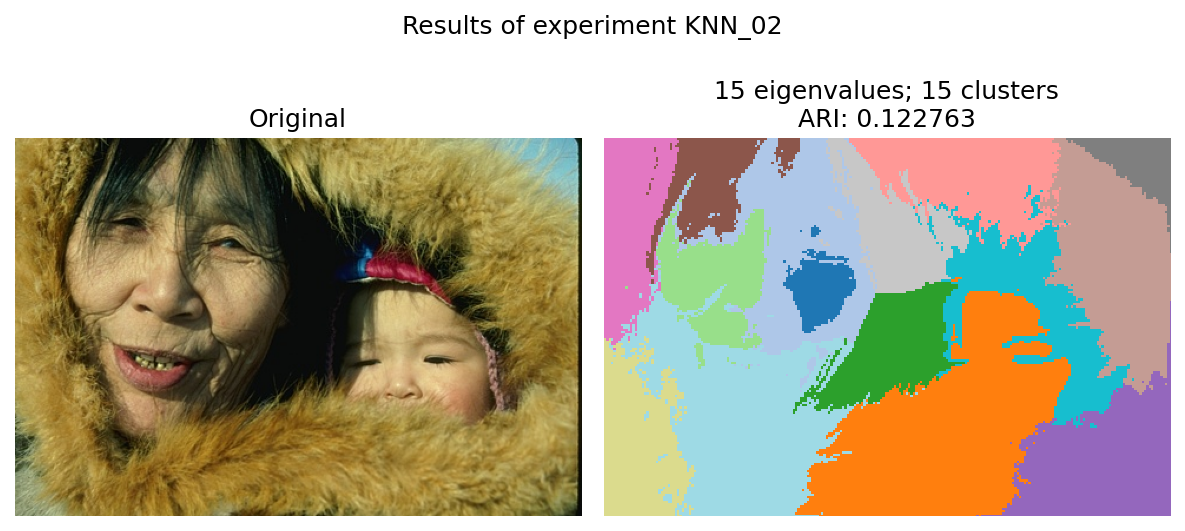 Results of experiment KNN_02
Original
15 eigenvalues; 15 clusters
ARI: 0.122763